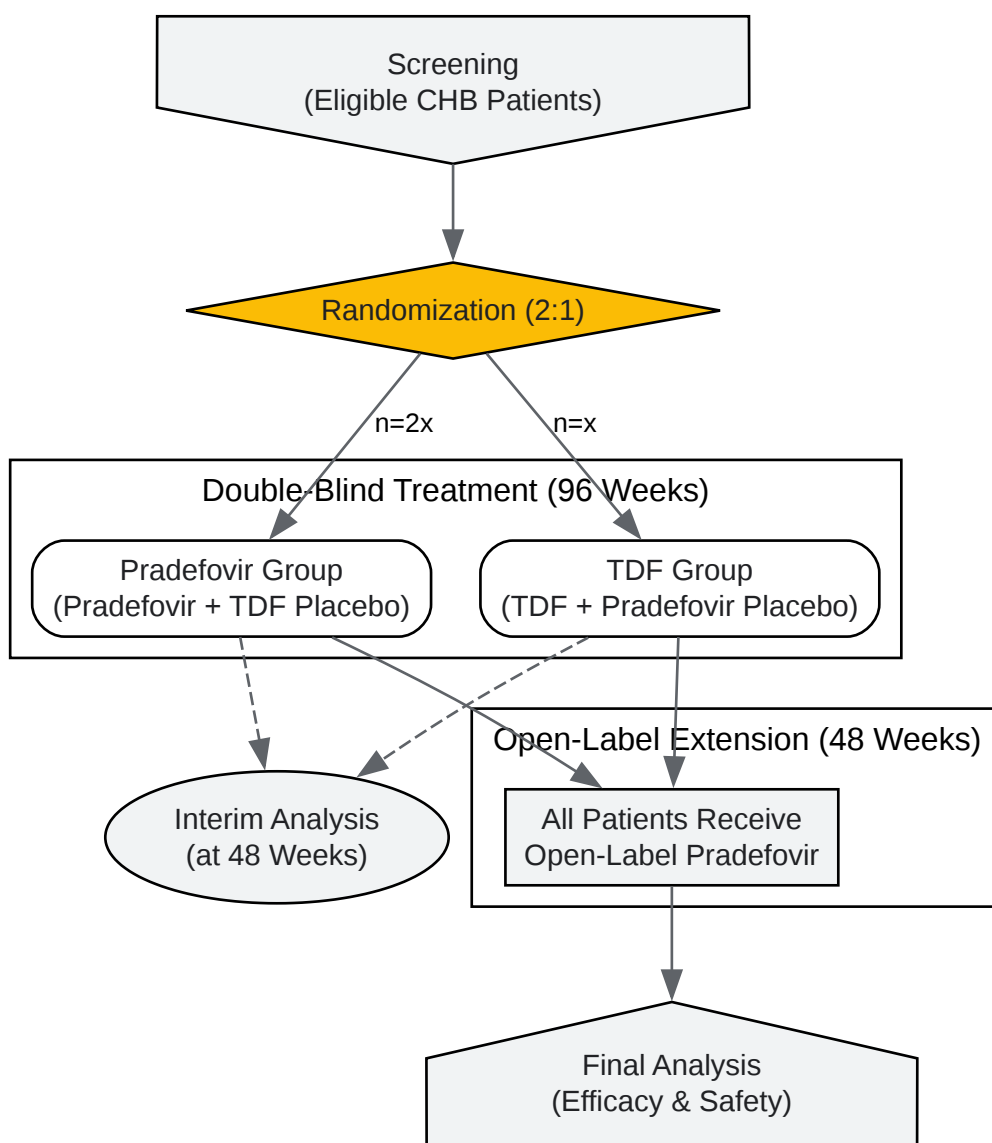 Screening
(Eligible CHB Patients)
Randomization (2:1)
n=2x
n=x
Double-Blind Treatment (96 Weeks)
Pradefovir Group
(Pradefovir + TDF Placebo)
TDF Group
(TDF + Pradefovir Placebo)
Open-Label Extension (48 Weeks)
Interim Analysis
(at 48 Weeks)
All Patients Receive
Open-Label Pradefovir
Final Analysis
(Efficacy & Safety)